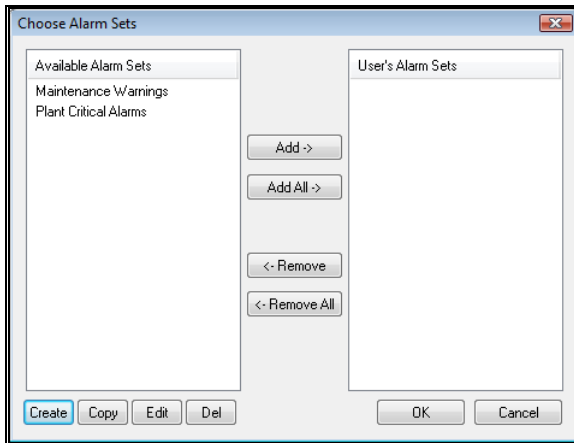 Choose Alarm Sets
Available Alarm Sets
User's Alarm Sets
Maintenance Warnings
Plant Critical Alarms
Add ->
Add All ->
<- Remove
<- Remove All
Create
Copy
Edit
Del
OK
Cancel